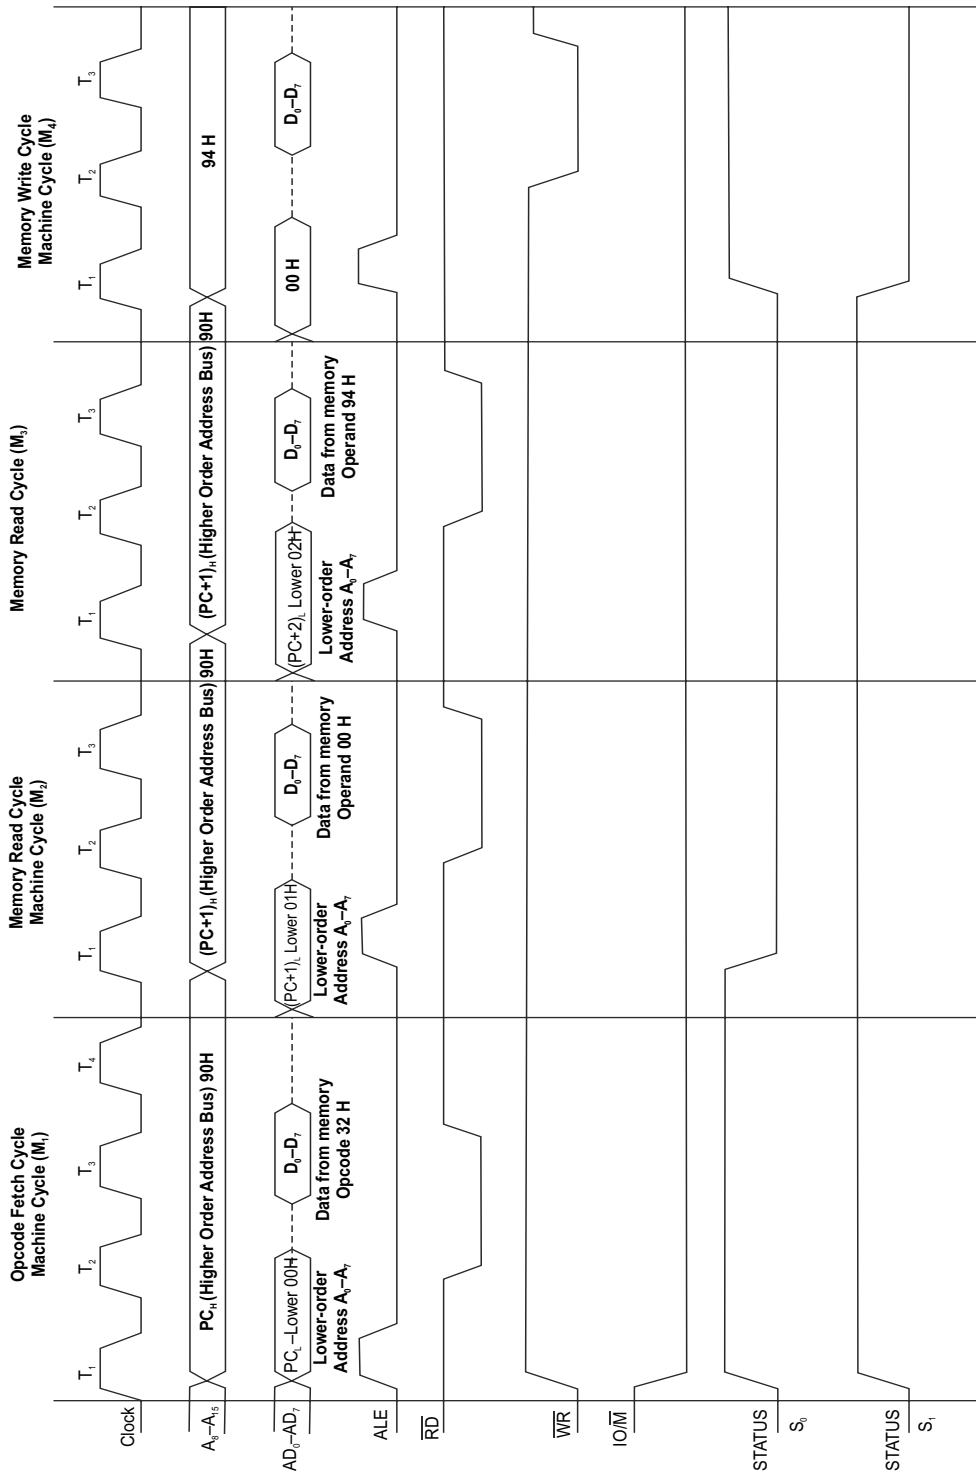 Opcode Fetch Cycle
Machine Cycle (M₁)
Memory Read Cycle
Machine Cycle (M₂)
Memory Read Cycle (M₃)
Memory Write Cycle
Machine Cycle (M₄)
T₁ T₂ T₃ T₄ T₁ T₂ T₃ T₁ T₂ T₃ T₁ T₂ T₃
Clock
A₈–A₁₅
PC_H (Higher Order Address Bus) 90H
(PC+1)_H (Higher Order Address Bus) 90H
(PC+1)_H (Higher Order Address Bus) 90H
94 H
AD₀–AD₇
PC_L –Lower 00H
D₀–D₇
(PC+1)_L Lower 01H
D₀–D₇
(PC+2)_L Lower 02H
D₀–D₇
00 H
D₀–D₇
Lower-order
Address A₀–A₇
Data from memory
Opcode 32 H
Lower-order
Address A₀–A₇
Data from memory
Operand 00 H
Lower-order
Address A₀–A₇
Data from memory
Operand 94 H
ALE
R̅D̅
W̅R̅
IO/M̅
STATUS
S₀
STATUS
S₁